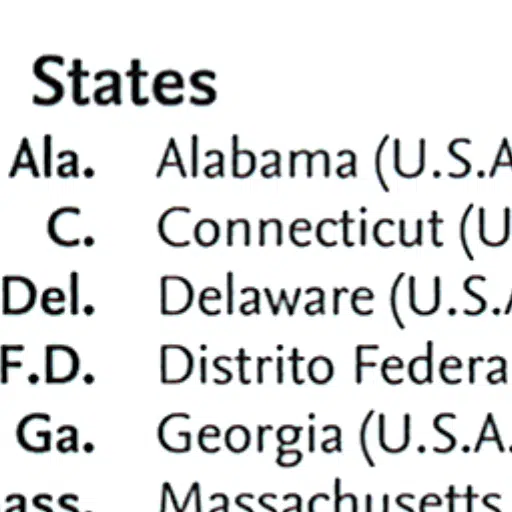 States
Ala. Alabama (U.S.A
C. Connecticut (U
Del. Delaware (U.S.A
F.D. Distrito Federa
Ga. Georgia (U.S.A.
ass. Massachusetts